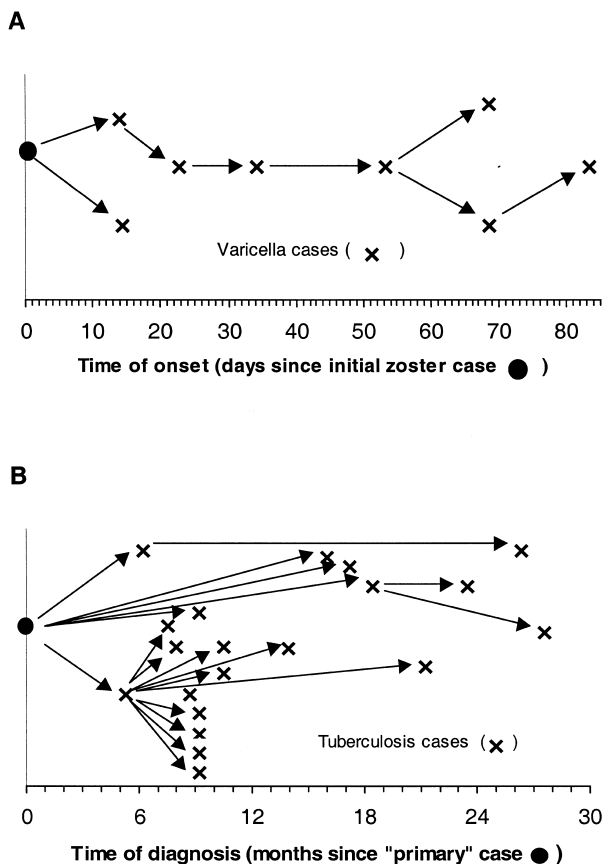 A
Varicella cases ( )
0 10 20 30 40 50 60 70 80
Time of onset (days since initial zoster case )
B
Tuberculosis cases ( )
0 6 12 18 24 30
Time of diagnosis (months since "primary" case )